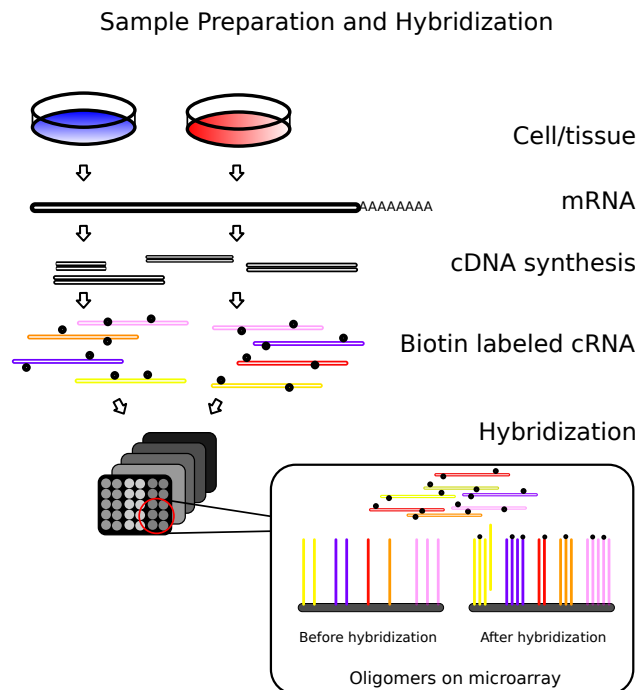 Sample Preparation and Hybridization
Cell/tissue
AAAAAAAA
mRNA
cDNA synthesis
Biotin labeled cRNA
Hybridization
Before hybridization
After hybridization
Oligomers on microarray